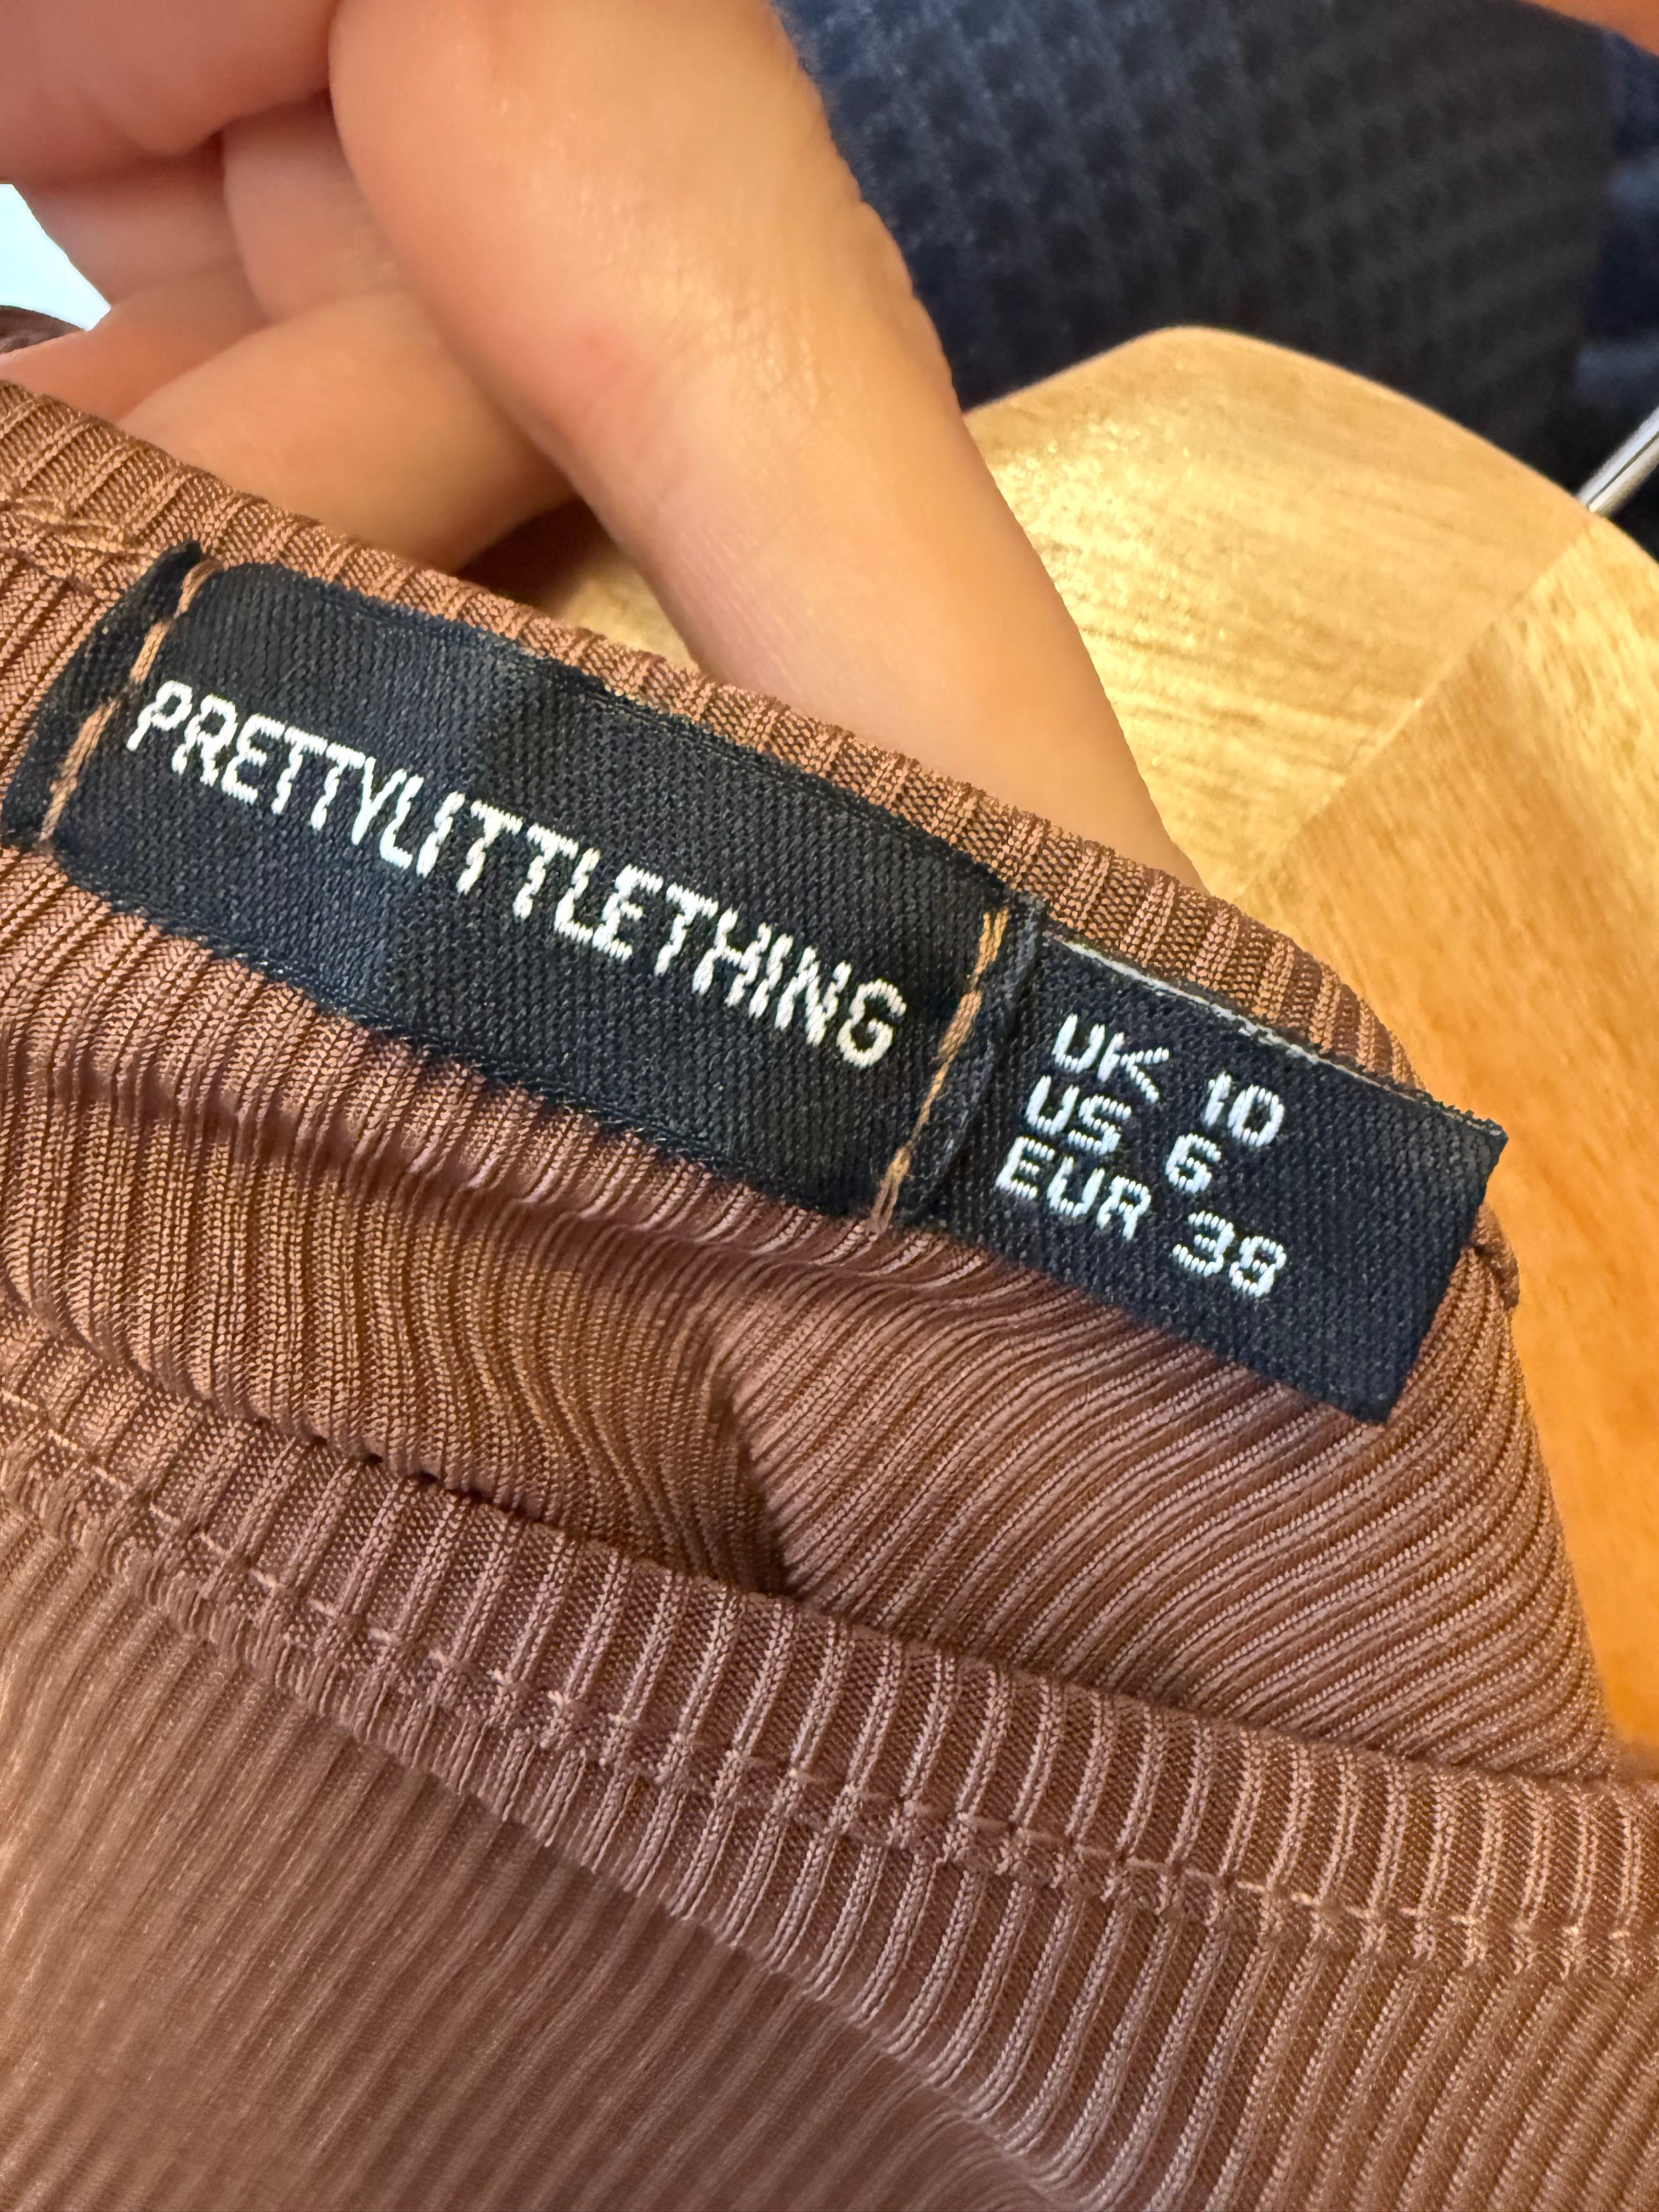 PRETTYLITTLETHING
UK 10
US 6
EUR 38